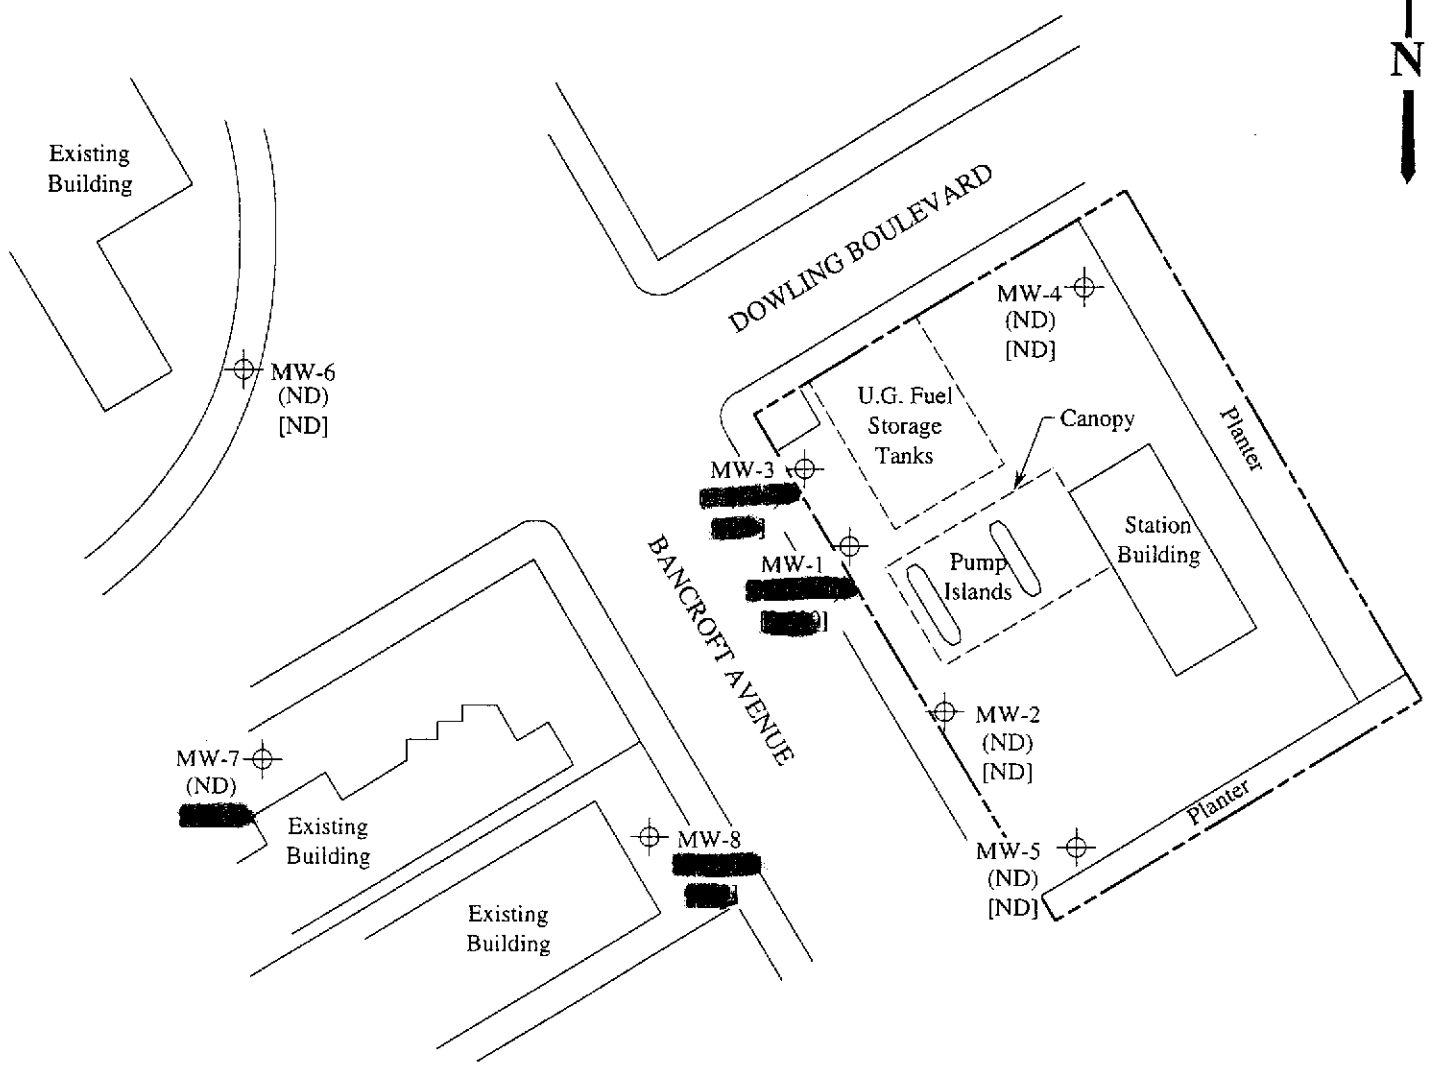 N
Existing
Building
DOWLING BOULEVARD
MW-4
(ND)
[ND]
MW-6
(ND)
[ND]
U.G. Fuel
Storage
Tanks
Canopy
Planter
MW-3
Station
Building
MW-1
Pump
Islands
BANCROFT AVENUE
MW-2
(ND)
[ND]
MW-7
(ND)
Planter
Existing
Building
MW-8
MW-5
(ND)
[ND]
Existing
Building